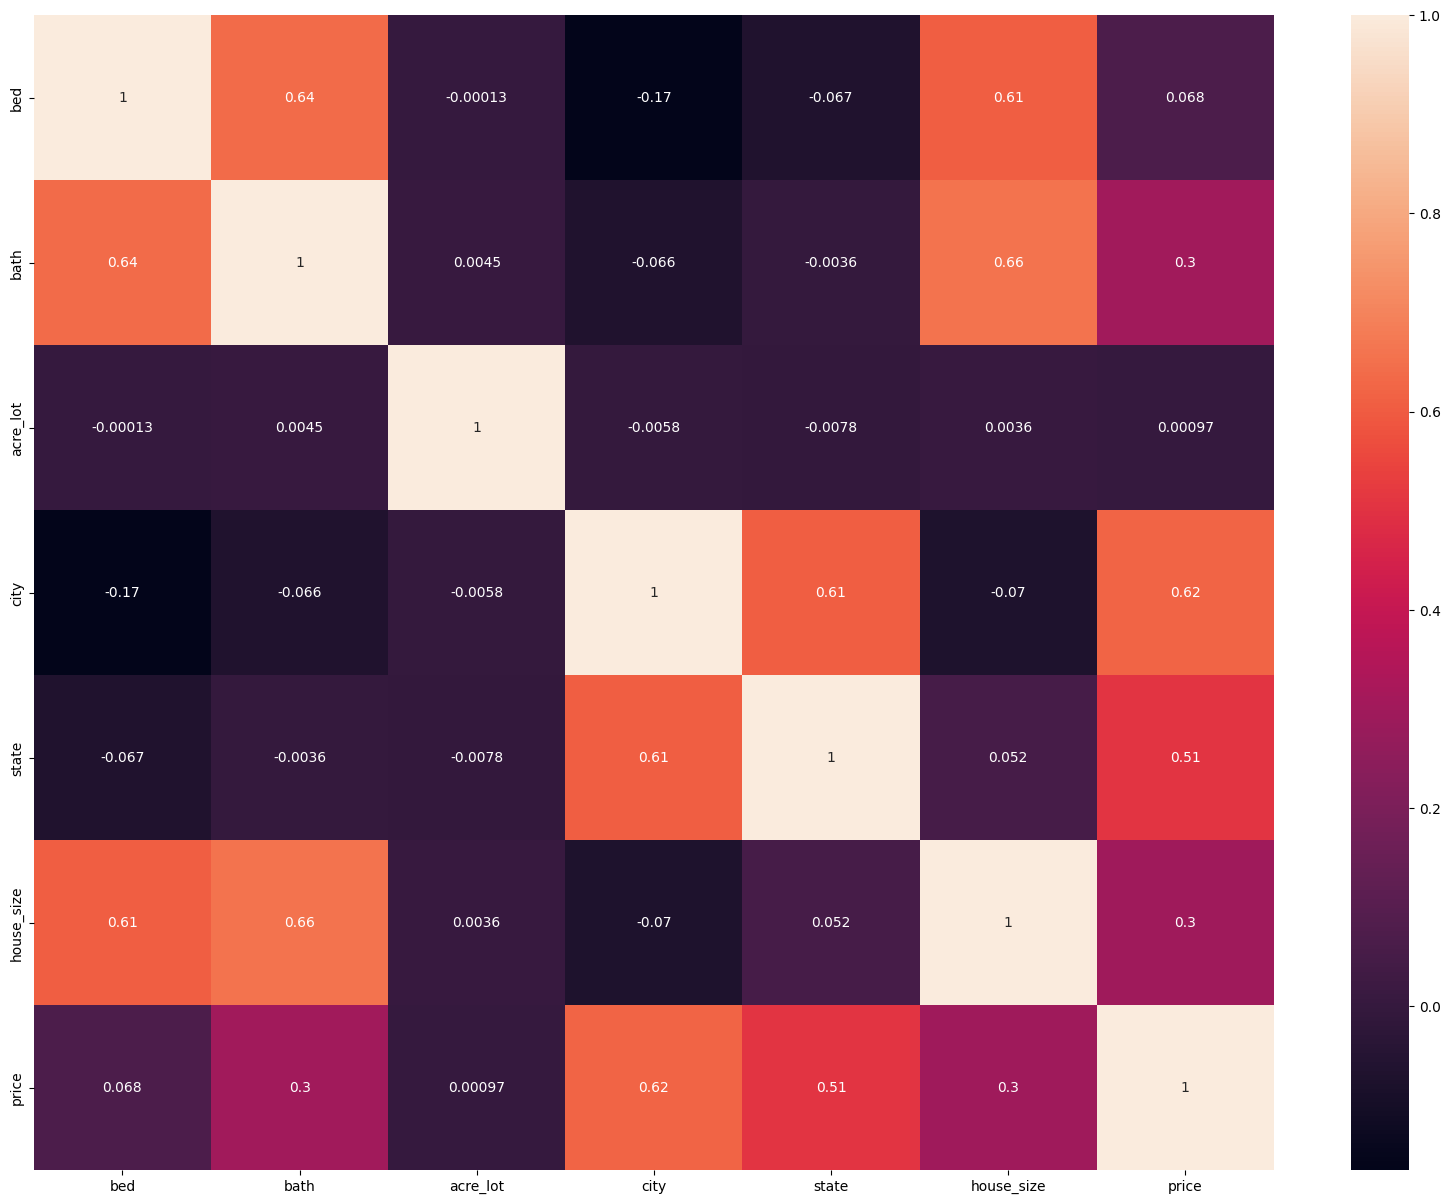 bed 1 0.64 -0.00013 -0.17 -0.067 0.61 0.068
bath 0.64 1 0.0045 -0.066 -0.0036 0.66 0.3
acre_lot -0.00013 0.0045 1 -0.0058 -0.0078 0.0036 0.00097
city -0.17 -0.066 -0.0058 1 0.61 -0.07 0.62
state -0.067 -0.0036 -0.0078 0.61 1 0.052 0.51
house_size 0.61 0.66 0.0036 -0.07 0.052 1 0.3
price 0.068 0.3 0.00097 0.62 0.51 0.3 1
bed bath acre_lot city state house_size price
1.0
0.8
0.6
0.4
0.2
0.0